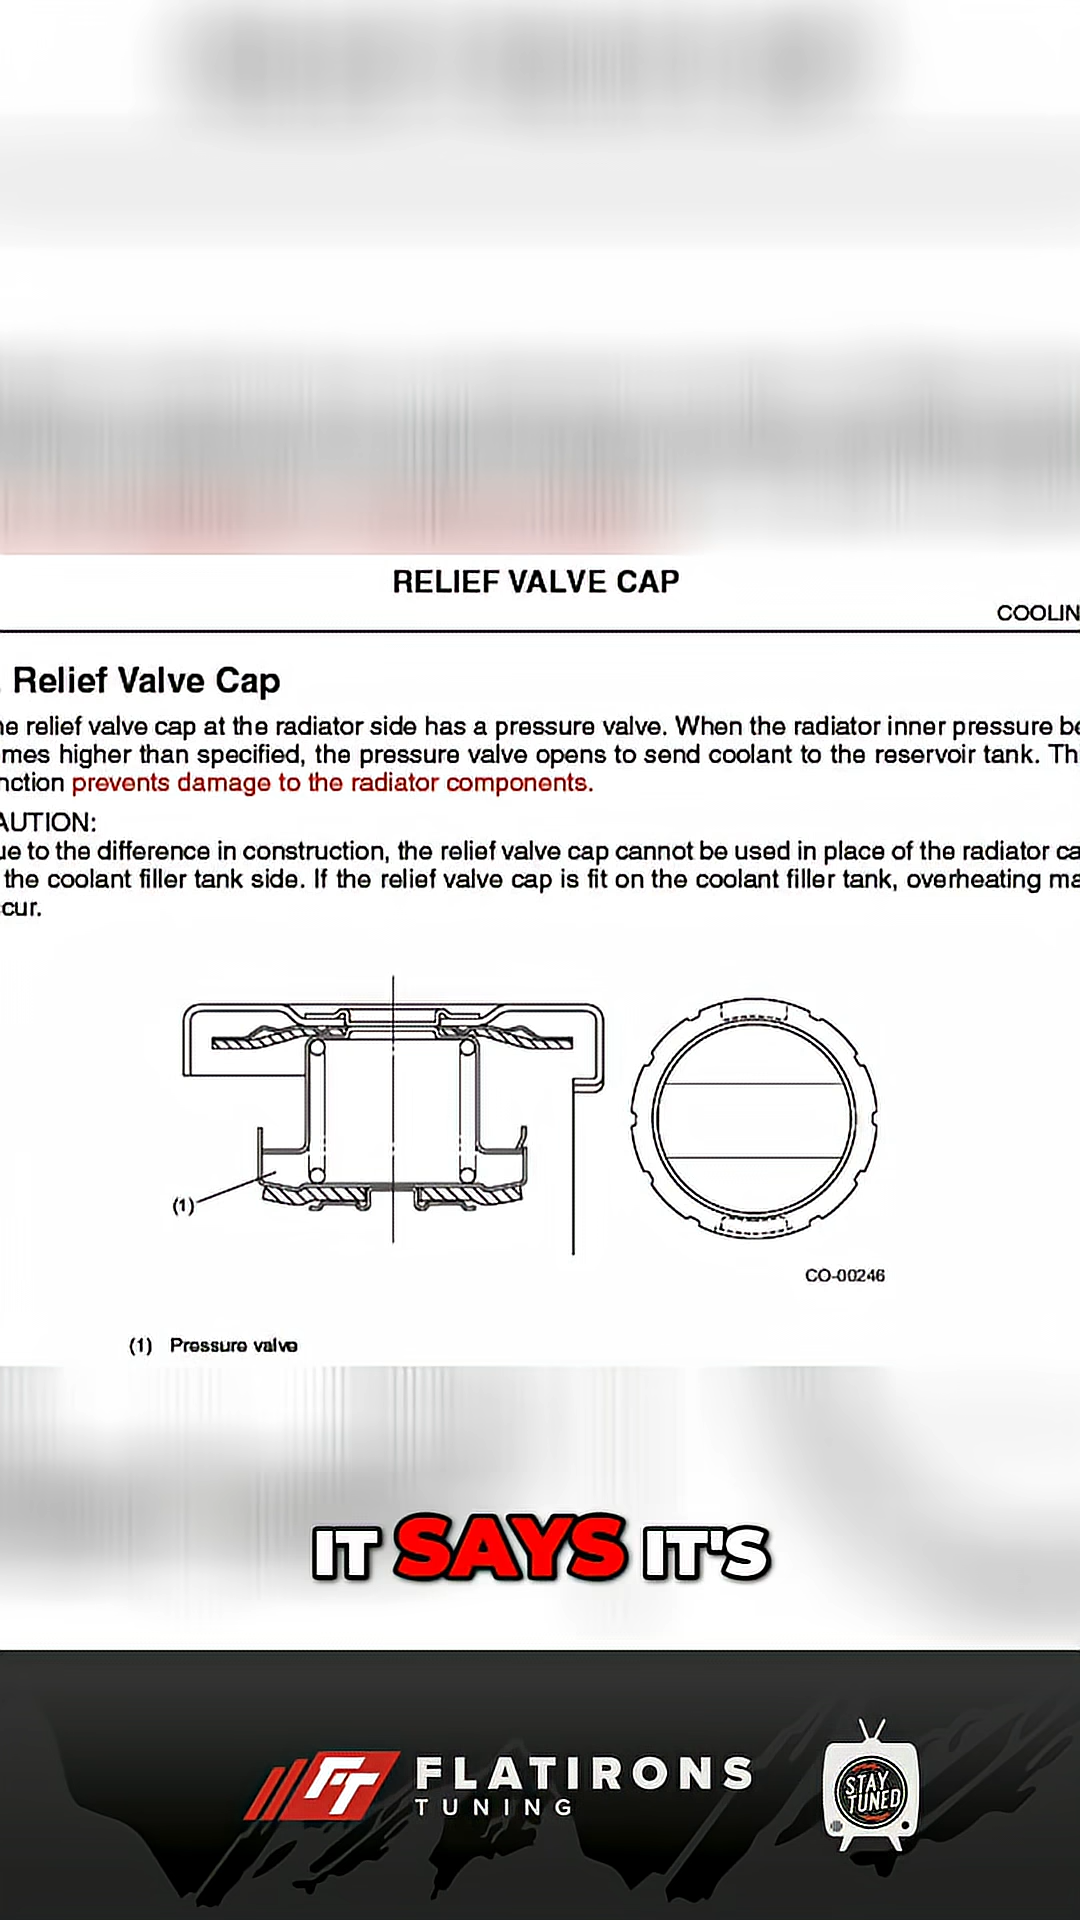 RELIEF VALVE CAP
COOLIN
. Relief Valve Cap
he relief valve cap at the radiator side has a pressure valve. When the radiator inner pressure be
mes higher than specified, the pressure valve opens to send coolant to the reservoir tank. Th
nction prevents damage to the radiator components.
AUTION:
ue to the difference in construction, the relief valve cap cannot be used in place of the radiator ca
the coolant filler tank side. If the relief valve cap is fit on the coolant filler tank, overheating ma
cur.
(1)
CO-00246
(1) Pressure valve
IT SAYS IT'S
FT FLATIRONS
TUNING
STAY
TUNED